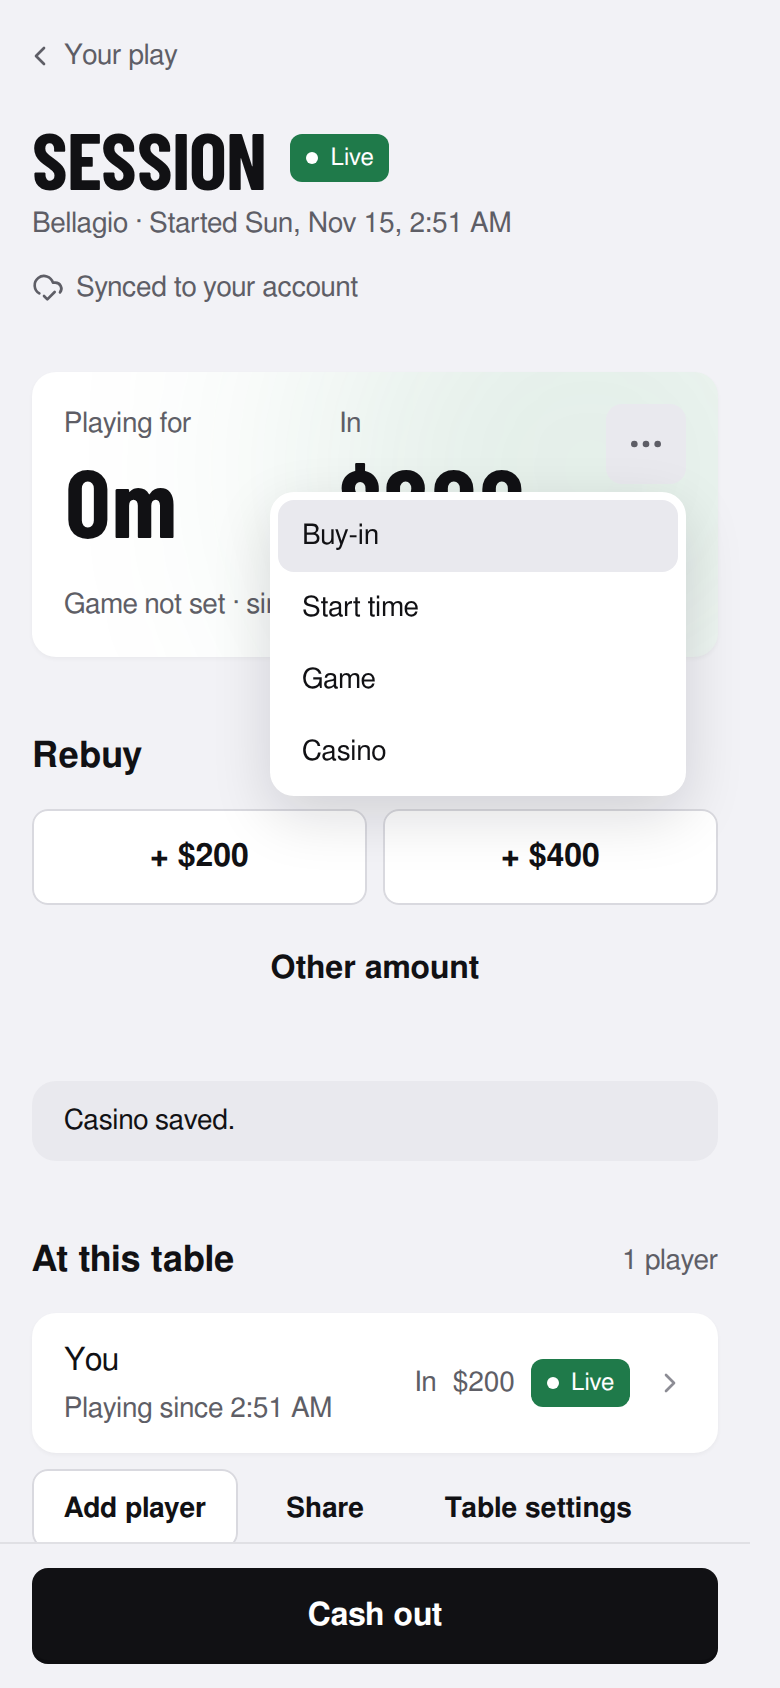 Your play
SESSION
Live
Bellagio · Started Sun, Nov 15, 2:51 AM
Synced to your account
Playing for
In
0m
Buy-in
Start time
Game not set ·
Game
Casino
Rebuy
+ $200
+ $400
Other amount
Casino saved.
At this table
1 player
You
In $200
Live
Playing since 2:51 AM
Add player
Share
Table settings
Cash out